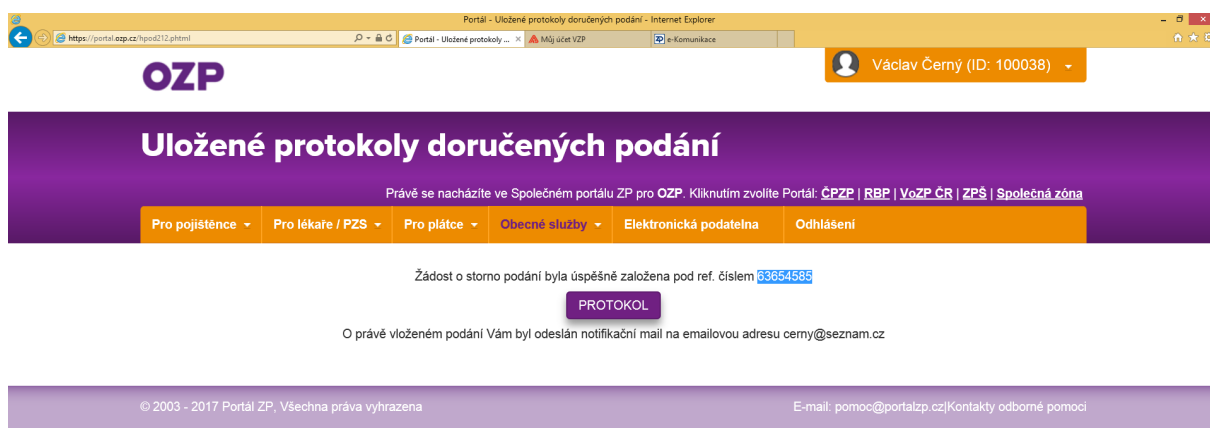 Portál - Uložené protokoly doručených podání - Internet Explorer
https://portal.ozp.cz/hpod212.phtml
Portál - Uložené protokoly ... Můj účet VZP e-Komunikace
OZP
Václav Černý (ID: 100038)
Uložené protokoly doručených podání
Právě se nacházíte ve Společném portálu ZP pro OZP. Kliknutím zvolíte Portál: ČPZP | RBP | VoZP ČR | ZPŠ | Společná zóna
Pro pojištěnce Pro lékaře / PZS Pro plátce Obecné služby Elektronická podatelna Odhlášení
Žádost o storno podání byla úspěšně založena pod ref. číslem 63654585
PROTOKOL
O právě vloženém podání Vám byl odeslán notifikační mail na emailovou adresu cerny@seznam.cz
© 2003 - 2017 Portál ZP, Všechna práva vyhrazena
E-mail: pomoc@portalzp.cz|Kontakty odborné pomoci